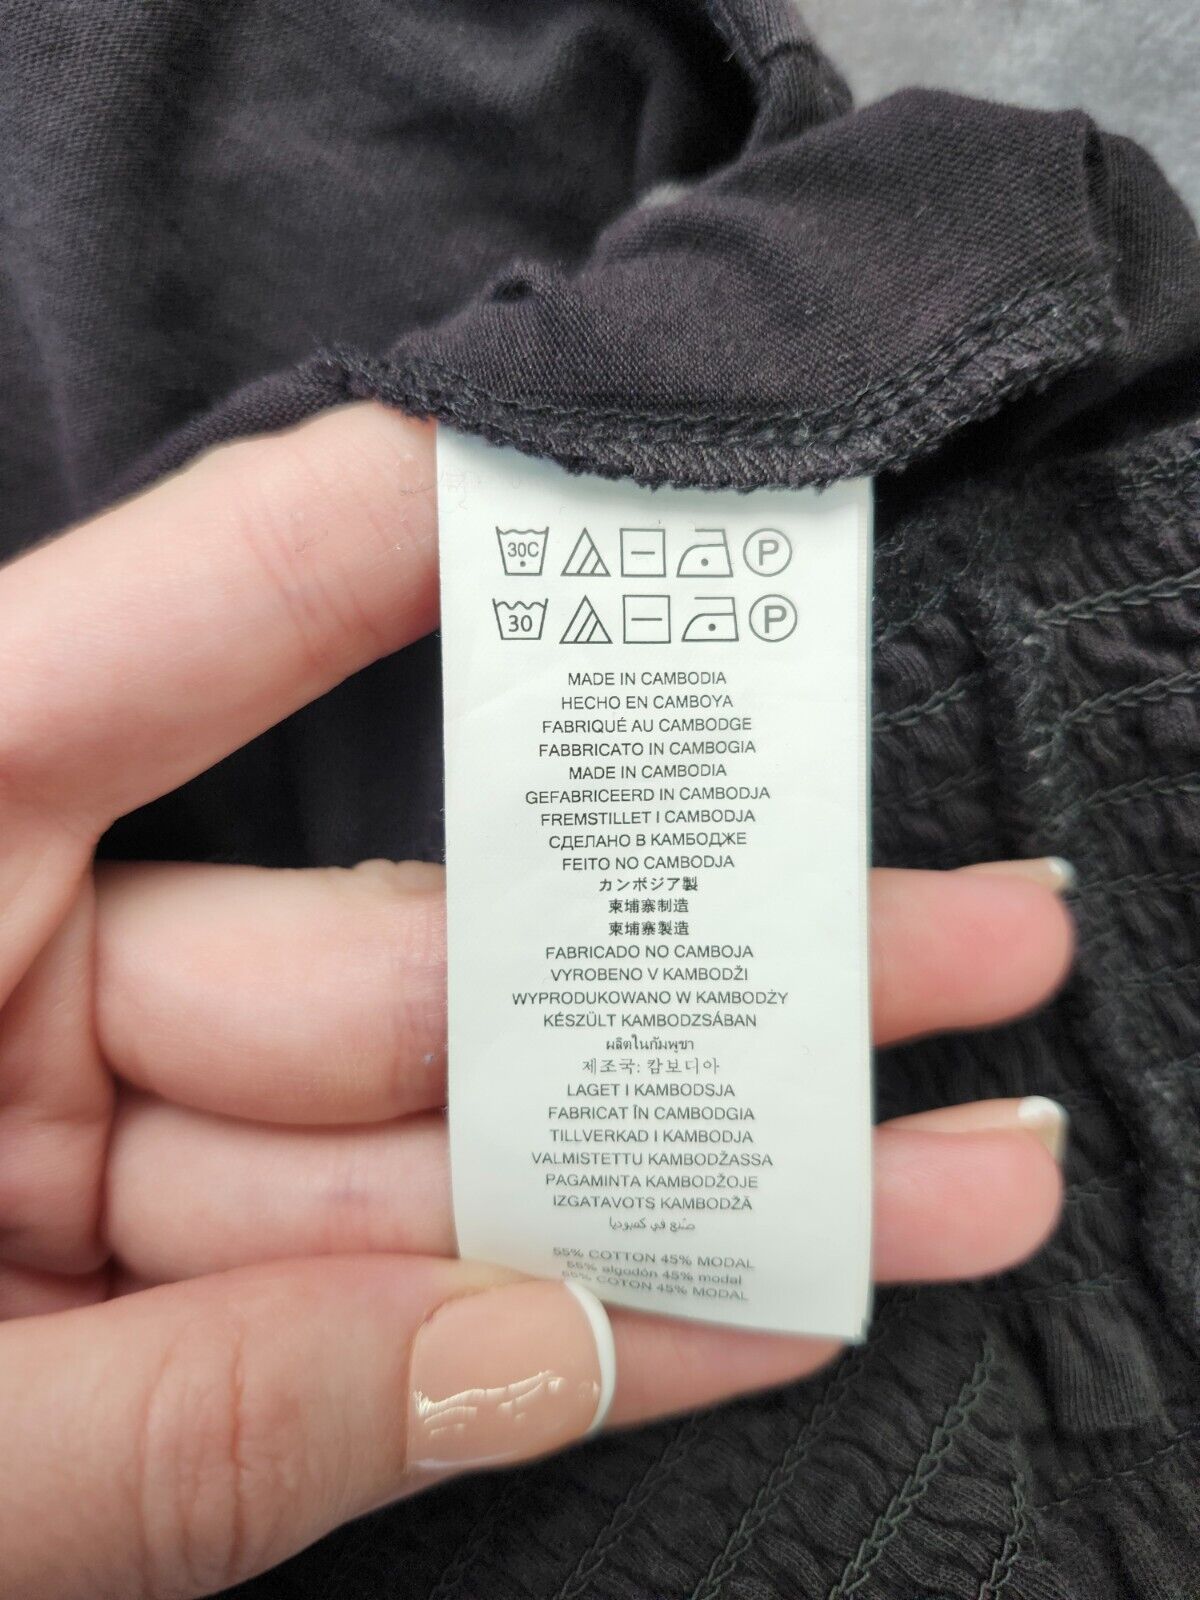 30C P
30 P
MADE IN CAMBODIA
HECHO EN CAMBOYA
FABRIQUÉ AU CAMBODGE
FABBRICATO IN CAMBOGIA
MADE IN CAMBODIA
GEFABRICEERD IN CAMBODJA
FREMSTILLET I CAMBODJA
СДЕЛАНО В КАМБОДЖЕ
FEITO NO CAMBODJA
カンボジア製
柬埔寨制造
柬埔寨製造
FABRICADO NO CAMBOJA
VYROBENO V KAMBODŽI
WYPRODUKOWANO W KAMBODŻY
KÉSZÜLT KAMBODZSÁBAN
ผลิตในกัมพูชา
제조국: 캄보디아
LAGET I KAMBODSJA
FABRICAT ÎN CAMBODGIA
TILLVERKAD I KAMBODJA
VALMISTETTU KAMBODŽASSA
PAGAMINTA KAMBODŽOJE
IZGATAVOTS KAMBODŽĀ
صنع في كمبوديا
55% COTTON 45% MODAL
55% algodón 45% modal
55% COTON 45% MODAL